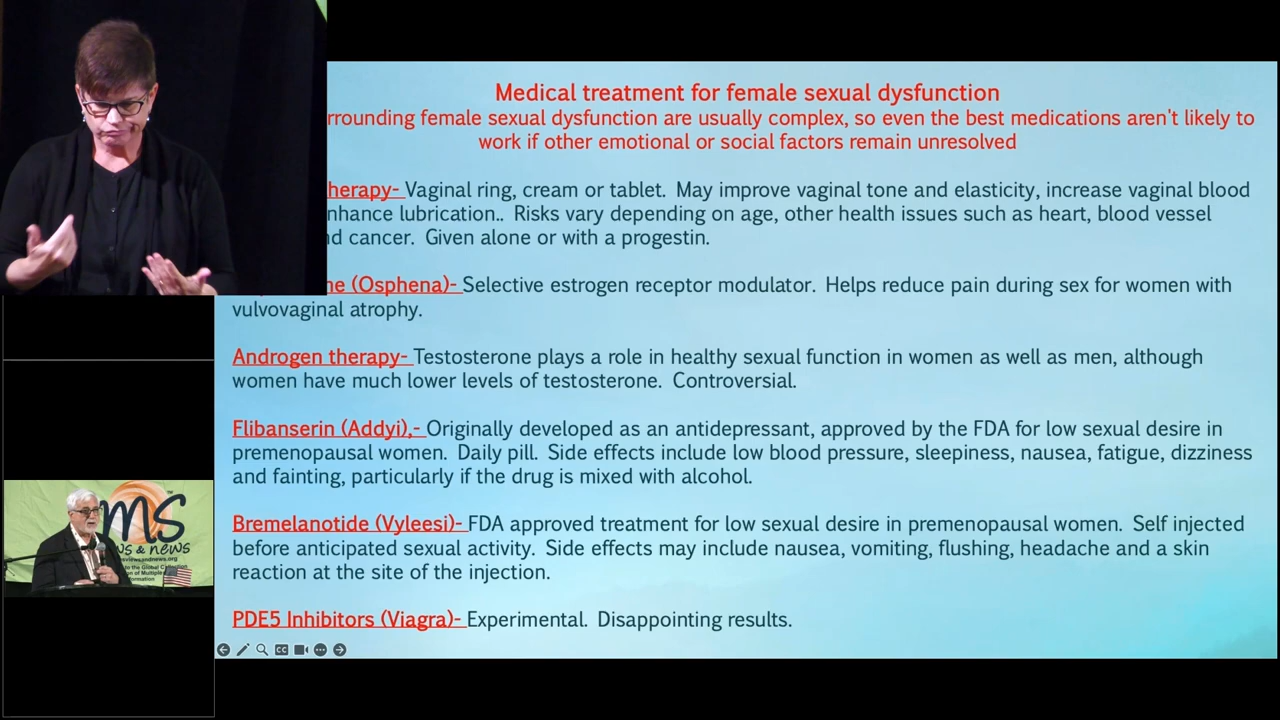 Medical treatment for female sexual dysfunction
rrounding female sexual dysfunction are usually complex, so even the best medications aren't likely to
work if other emotional or social factors remain unresolved
herapy- Vaginal ring, cream or tablet. May improve vaginal tone and elasticity, increase vaginal blood
nhance lubrication.. Risks vary depending on age, other health issues such as heart, blood vessel
d cancer. Given alone or with a progestin.
ne (Osphena)- Selective estrogen receptor modulator. Helps reduce pain during sex for women with
vulvovaginal atrophy.
Androgen therapy- Testosterone plays a role in healthy sexual function in women as well as men, although
women have much lower levels of testosterone. Controversial.
Flibanserin (Addyi),- Originally developed as an antidepressant, approved by the FDA for low sexual desire in
premenopausal women. Daily pill. Side effects include low blood pressure, sleepiness, nausea, fatigue, dizziness
and fainting, particularly if the drug is mixed with alcohol.
Bremelanotide (Vyleesi)- FDA approved treatment for low sexual desire in premenopausal women. Self injected
before anticipated sexual activity. Side effects may include nausea, vomiting, flushing, headache and a skin
reaction at the site of the injection.
PDE5 Inhibitors (Viagra)- Experimental. Disappointing results.
CC
MS
ws & news